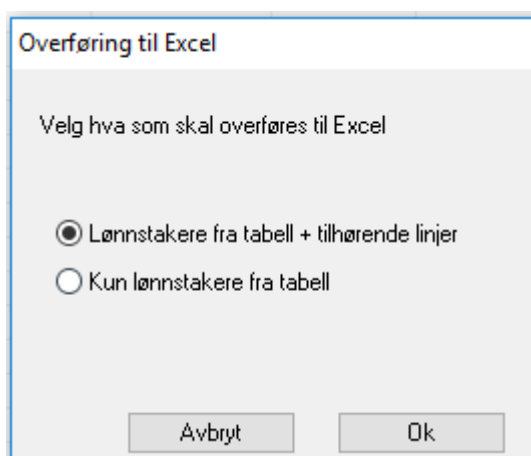 Overføring til Excel
Velg hva som skal overføres til Excel
Lønnstakere fra tabell + tilhørende linjer
Kun lønnstakere fra tabell
Avbryt Ok